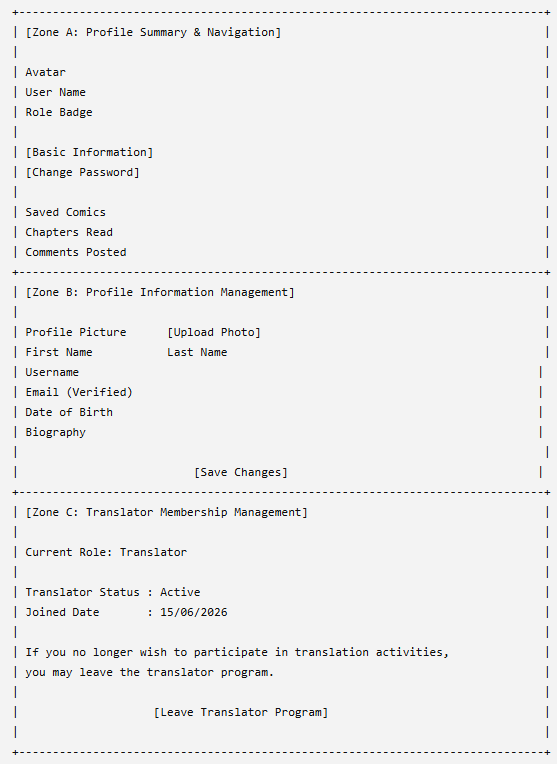 +------------------------------------------------------------------------------+
| [Zone A: Profile Summary & Navigation] |
| |
| Avatar
| User Name
| Role Badge
| |
| [Basic Information] |
| [Change Password] |
| |
| Saved Comics |
| Chapters Read |
| Comments Posted |
+------------------------------------------------------------------------------+
| [Zone B: Profile Information Management] |
| |
| Profile Picture [Upload Photo] |
| First Name Last Name |
| Username |
| Email (Verified) |
| Date of Birth |
| Biography |
| |
| [Save Changes] |
+------------------------------------------------------------------------------+
| [Zone C: Translator Membership Management] |
| |
| Current Role: Translator |
| |
| Translator Status : Active |
| Joined Date : 15/06/2026 |
| |
| If you no longer wish to participate in translation activities, |
| you may leave the translator program. |
| |
| [Leave Translator Program] |
| |
+------------------------------------------------------------------------------+